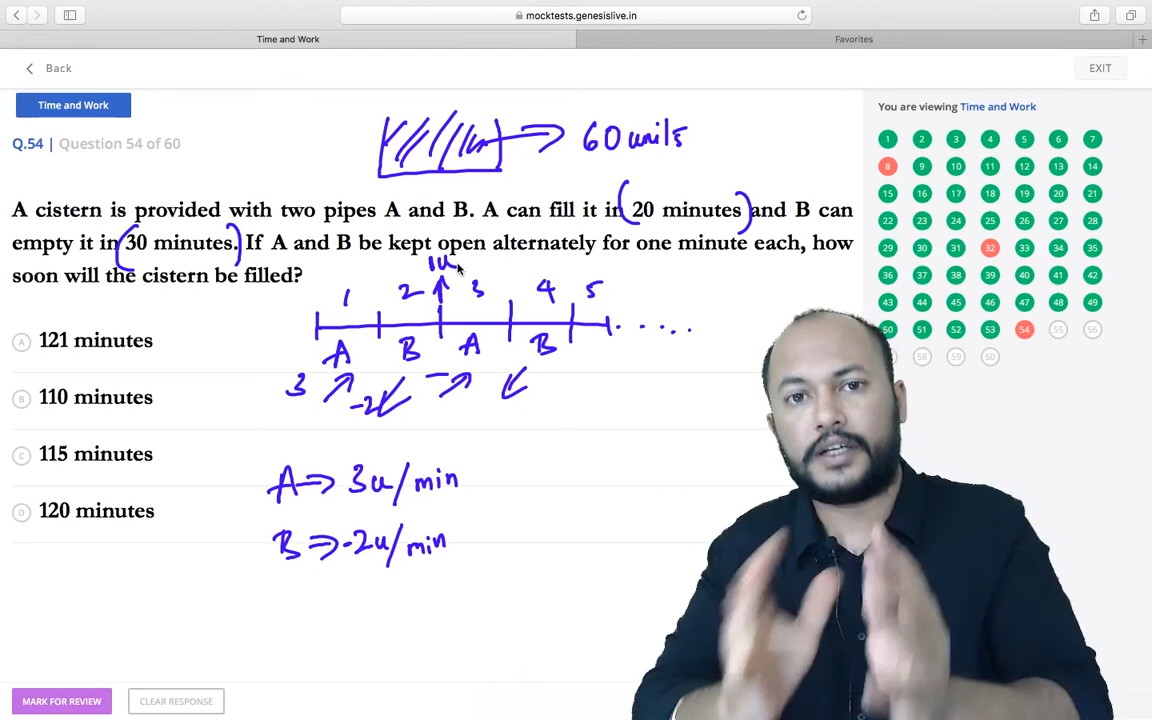 mocktests.genesislive.in
Time and Work
Favorites
Back
EXIT
Time and Work
Q.54 | Question 54 of 60
You are viewing Time and Work
60 units
A cistern is provided with two pipes A and B. A can fill it in 20 minutes and B can
empty it in 30 minutes. If A and B be kept open alternately for one minute each, how
soon will the cistern be filled?
1u
1 2 3 4 5
A B A B
3 -2
A 121 minutes
B 110 minutes
C 115 minutes
D 120 minutes
A ⇒ 3u/min
B ⇒ -2u/min
1 2 3 4 5 6 7
8 9 10 11 12 13 14
15 16 17 18 19 20 21
22 23 24 25 26 27 28
29 30 31 32 33 34 35
36 37 38 39 40 41 42
43 44 45 46 47 48 49
50 51 52 53 54 55 56
58 59 60
MARK FOR REVIEW
CLEAR RESPONSE